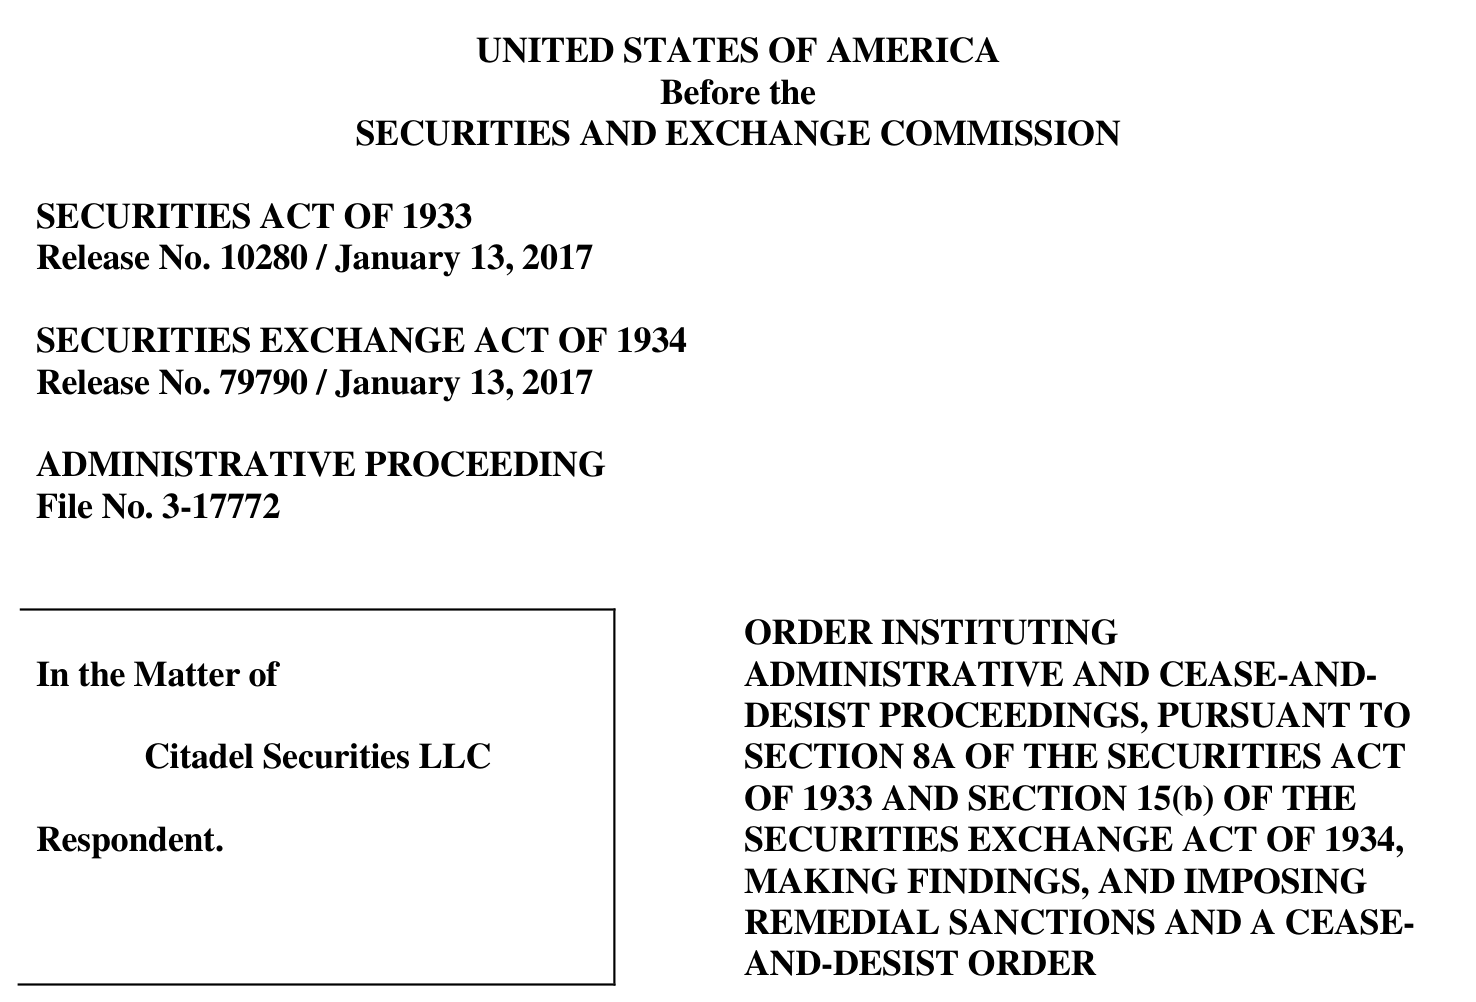 UNITED STATES OF AMERICA
Before the
SECURITIES AND EXCHANGE COMMISSION
SECURITIES ACT OF 1933
Release No. 10280 / January 13, 2017
SECURITIES EXCHANGE ACT OF 1934
Release No. 79790 / January 13, 2017
ADMINISTRATIVE PROCEEDING
File No. 3-17772
In the Matter of
Citadel Securities LLC
Respondent.
ORDER INSTITUTING
ADMINISTRATIVE AND CEASE-AND-
DESIST PROCEEDINGS, PURSUANT TO
SECTION 8A OF THE SECURITIES ACT
OF 1933 AND SECTION 15(b) OF THE
SECURITIES EXCHANGE ACT OF 1934,
MAKING FINDINGS, AND IMPOSING
REMEDIAL SANCTIONS AND A CEASE-
AND-DESIST ORDER